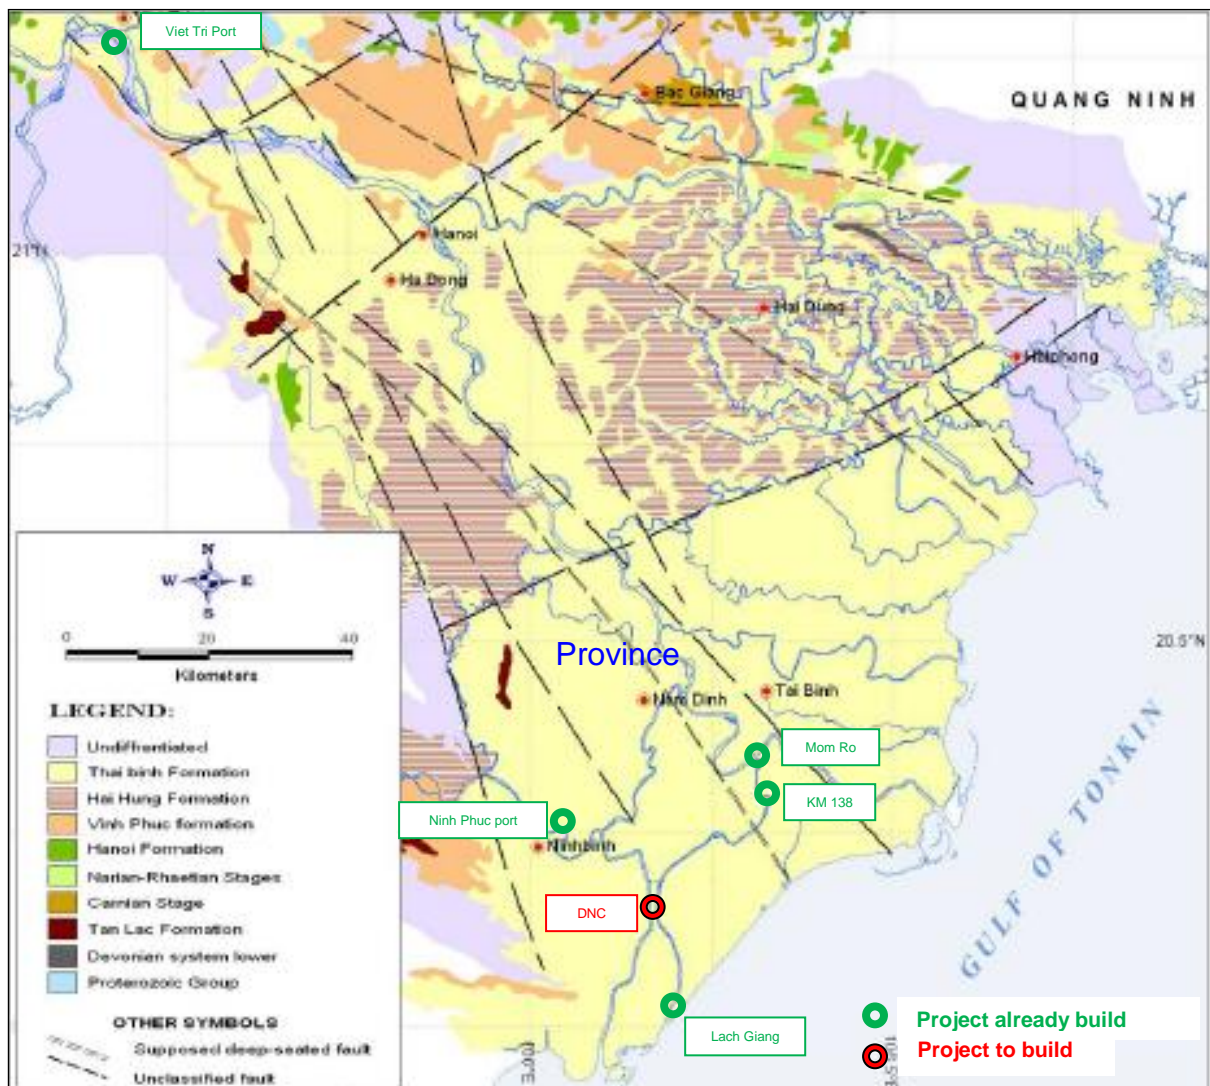 Viet Tri Port
Bac Giang
QUANG NINH
Hanoi
21°N
Ha Dong
Hai Dung
Haiphong
N
W E
S
0 20 40
Kilometers
20.5°N
Province
Nam Dinh
Tai Binh
LEGEND:
Undiffrentiated
Thai binh Formation
Hai Hung Formation
Vinh Phuc formation
Hanoi Formation
Narian-Rhaetian Stages
Carnian Stage
Tan Lac Formation
Devonian system lower
Proterozoic Group
OTHER SYMBOLS
Supposed deep-seated fault
Unclassified fault
Mom Ro
KM 138
Ninh Phuc port
Ninhbinh
DNC
Lach Giang
GULF OF TONKIN
Project already build
Project to build